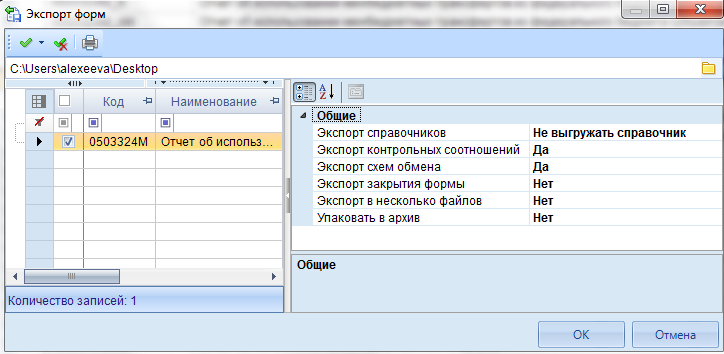 Экспорт форм
C:\Users\alexeeva\Desktop
Код Наименование
0503324M Отчет об использ...
Количество записей: 1
Общие
Экспорт справочников Не выгружать справочник
Экспорт контрольных соотношений Да
Экспорт схем обмена Да
Экспорт закрытия формы Нет
Экспорт в несколько файлов Нет
Упаковать в архив Нет
Общие
OK Отмена